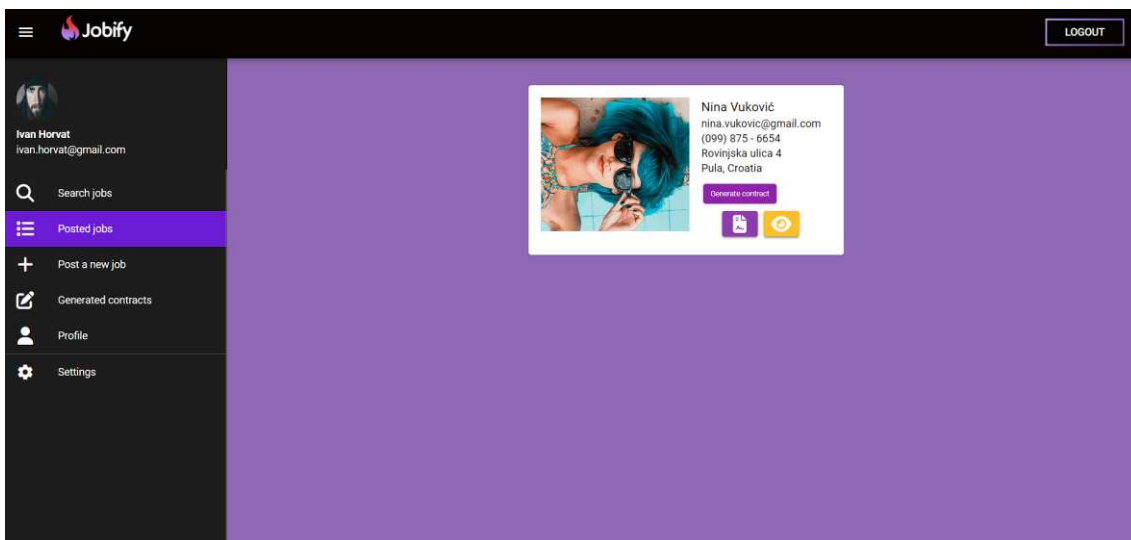 Jobify
LOGOUT
Ivan Horvat
ivan.horvat@gmail.com
Search jobs
Posted jobs
Post a new job
Generated contracts
Profile
Settings
Nina Vuković
nina.vukovic@gmail.com
(099) 875 - 6654
Rovinjska ulica 4
Pula, Croatia
Generate contract